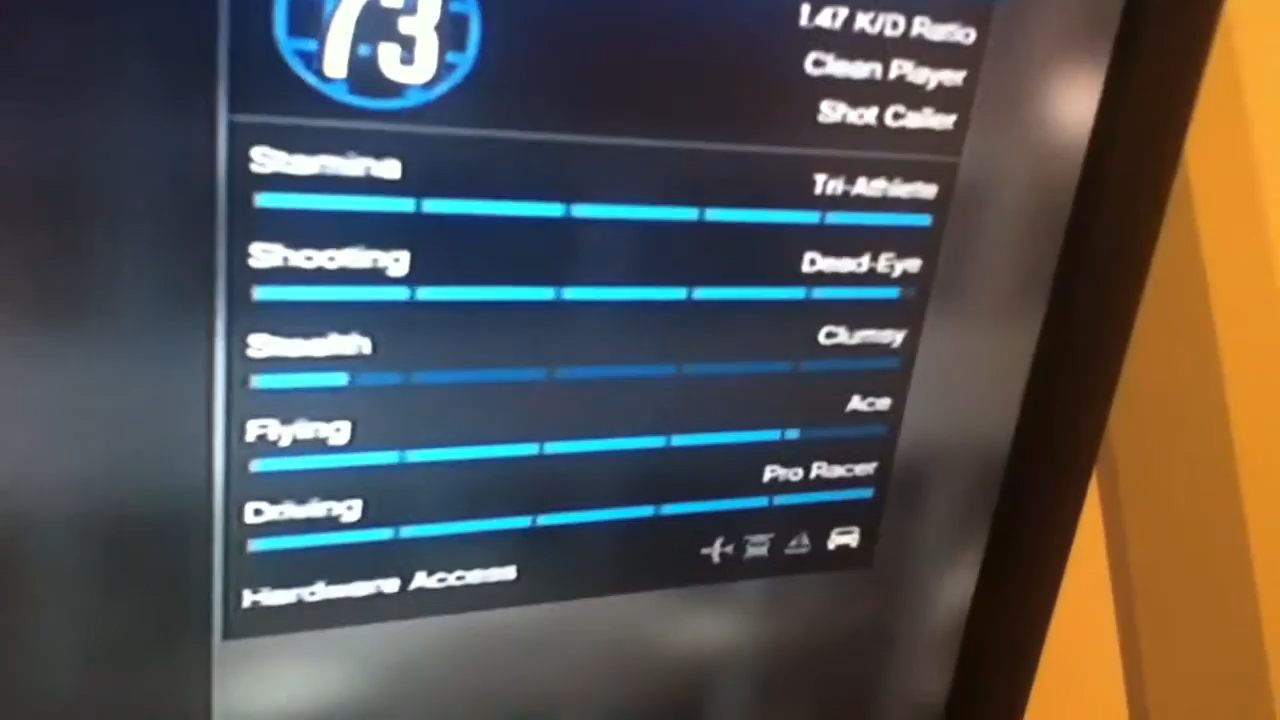 73
1.47 K/D Ratio
Clean Player
Shot Caller
Stamina
Tri-Athlete
Shooting
Dead-Eye
Stealth
Clumsy
Flying
Ace
Driving
Pro Racer
Hardware Access